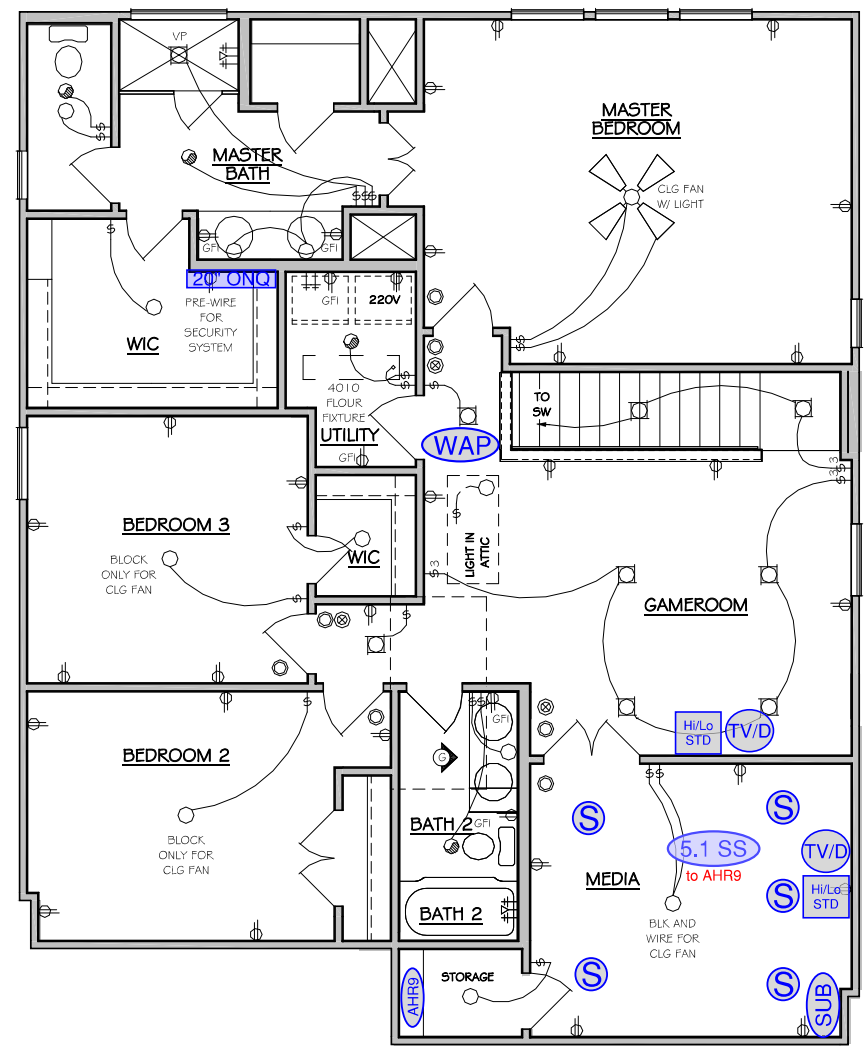 VP
MASTER
BATH
GFI
GFI
MASTER
BEDROOM
CLG FAN
W/ LIGHT
20" ONQ
PRE-WIRE
FOR
SECURITY
SYSTEM
WIC
GFI
220V
4010
FLOUR
FIXTURE
UTILITY
GFI
WAP
TO
SW
3
3
LIGHT IN
ATTIC
BEDROOM 3
BLOCK
ONLY FOR
CLG FAN
WIC
3
GAMEROOM
Hi/Lo
STD
TV/D
BEDROOM 2
BLOCK
ONLY FOR
CLG FAN
GFI
G
BATH 2
GFI
BATH 2
S
S
5.1 SS
to AHR9
TV/D
MEDIA
S
Hi/Lo
STD
BLK AND
WIRE FOR
CLG FAN
S
S
SUB
AHR9
STORAGE